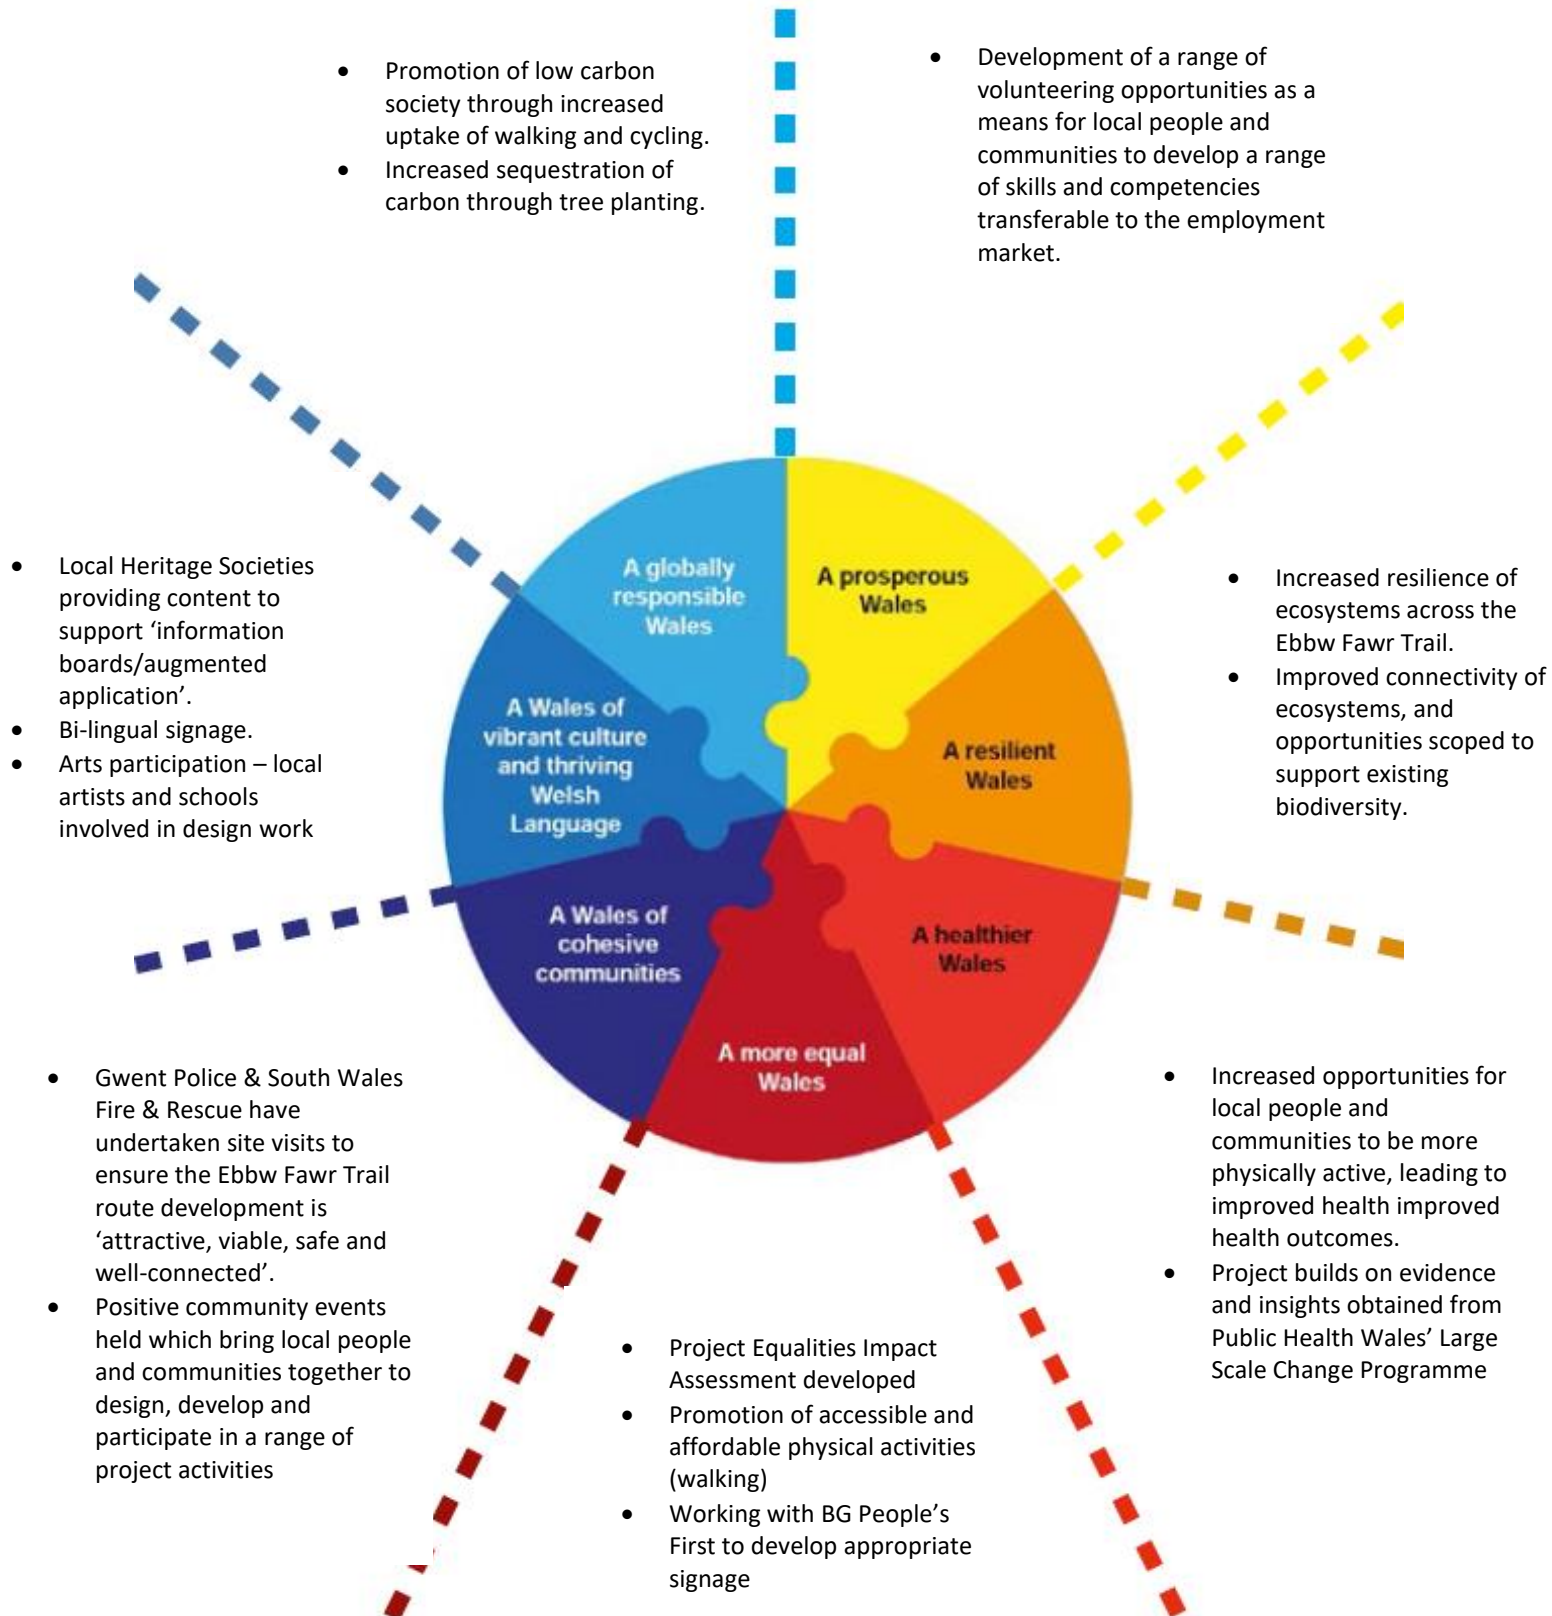 • Promotion of low carbon
society through increased
uptake of walking and cycling.
• Increased sequestration of
carbon through tree planting.
• Development of a range of
volunteering opportunities as a
means for local people and
communities to develop a range
of skills and competencies
transferable to the employment
market.
A globally
responsible
Wales
A prosperous
Wales
• Local Heritage Societies
providing content to
support ‘information
boards/augmented
application’.
• Bi-lingual signage.
• Arts participation – local
artists and schools
involved in design work
A Wales of
vibrant culture
and thriving
Welsh
Language
A resilient
Wales
• Increased resilience of
ecosystems across the
Ebbw Fawr Trail.
• Improved connectivity of
ecosystems, and
opportunities scoped to
support existing
biodiversity.
A Wales of
cohesive
communities
A healthier
Wales
A more equal
Wales
• Gwent Police & South Wales
Fire & Rescue have
undertaken site visits to
ensure the Ebbw Fawr Trail
route development is
‘attractive, viable, safe and
well-connected’.
• Positive community events
held which bring local people
and communities together to
design, develop and
participate in a range of
project activities
• Project Equalities Impact
Assessment developed
• Promotion of accessible and
affordable physical activities
(walking)
• Working with BG People’s
First to develop appropriate
signage
• Increased opportunities for
local people and
communities to be more
physically active, leading to
improved health improved
health outcomes.
• Project builds on evidence
and insights obtained from
Public Health Wales’ Large
Scale Change Programme